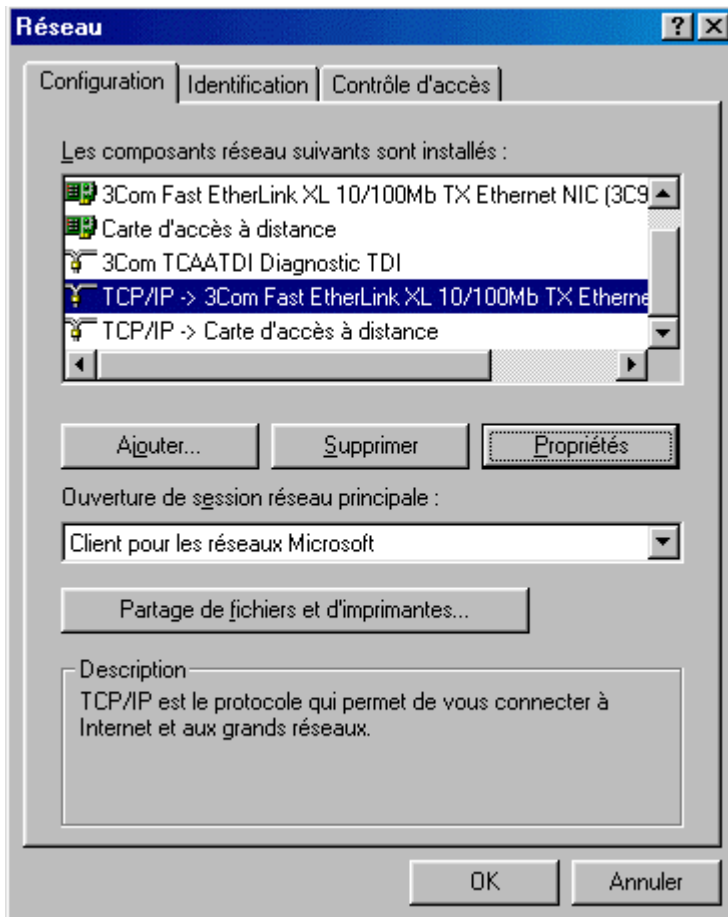 Réseau
Configuration
Identification
Contrôle d'accès
Les composants réseau suivants sont installés :
3Com Fast EtherLink XL 10/100Mb TX Ethernet NIC (3C9
Carte d'accès à distance
3Com TCAATDI Diagnostic TDI
TCP/IP -> 3Com Fast EtherLink XL 10/100Mb TX Etherne
TCP/IP -> Carte d'accès à distance
Ajouter...
Supprimer
Propriétés
Ouverture de session réseau principale :
Client pour les réseaux Microsoft
Partage de fichiers et d'imprimantes...
Description
TCP/IP est le protocole qui permet de vous connecter à
Internet et aux grands réseaux.
OK
Annuler